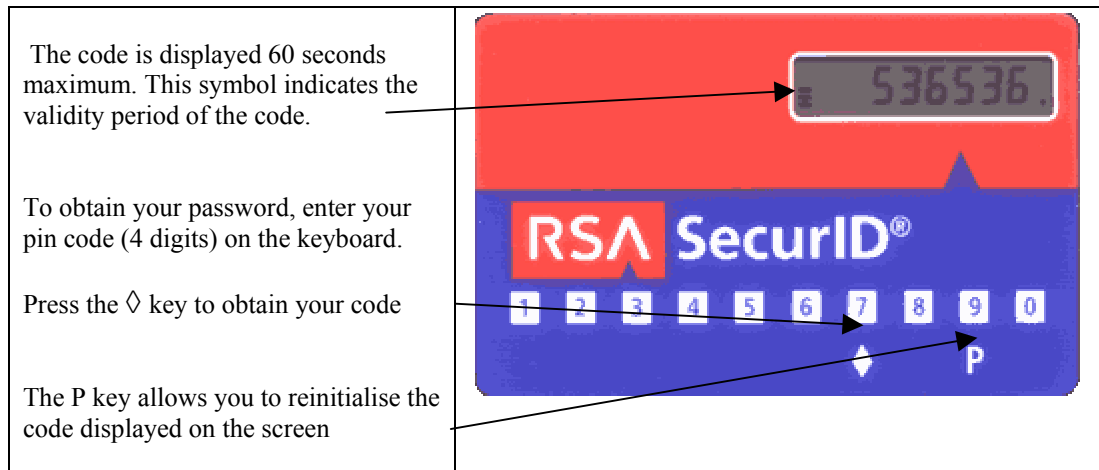 The code is displayed 60 seconds
maximum. This symbol indicates the
validity period of the code.
To obtain your password, enter your
pin code (4 digits) on the keyboard.
Press the ◊ key to obtain your code
The P key allows you to reinitialise the
code displayed on the screen
536536.
RSA SecurID®
1 2 3 4 5 6 7 8 9 0
♦ P